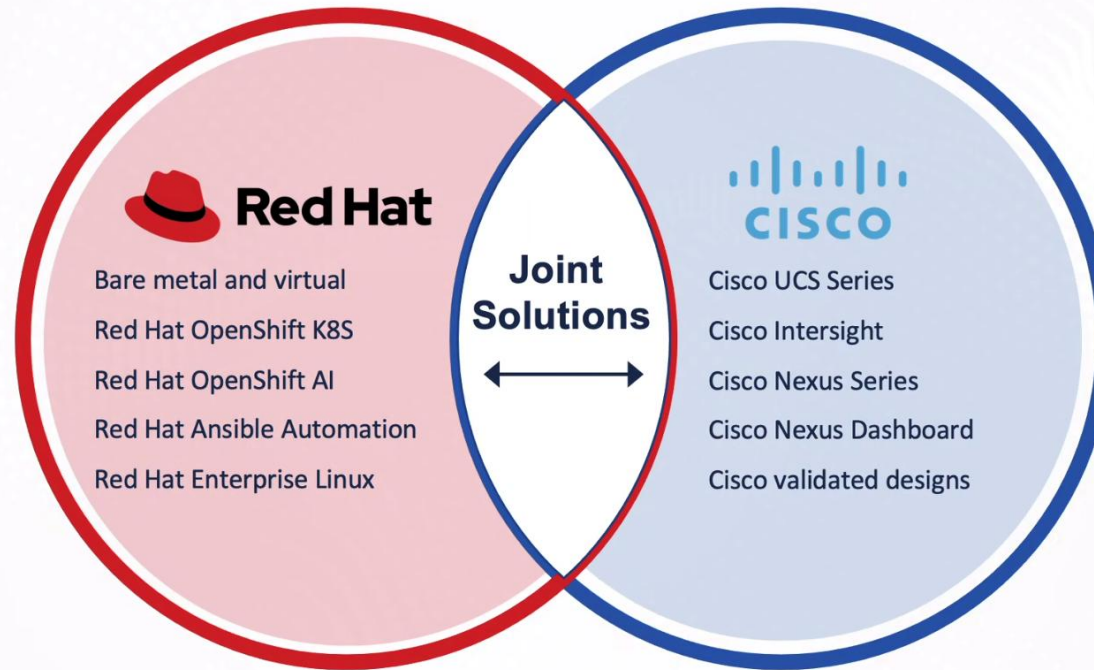 Red Hat
Bare metal and virtual
Red Hat OpenShift K8S
Red Hat OpenShift AI
Red Hat Ansible Automation
Red Hat Enterprise Linux
Joint
Solutions
CISCO
Cisco UCS Series
Cisco Intersight
Cisco Nexus Series
Cisco Nexus Dashboard
Cisco validated designs